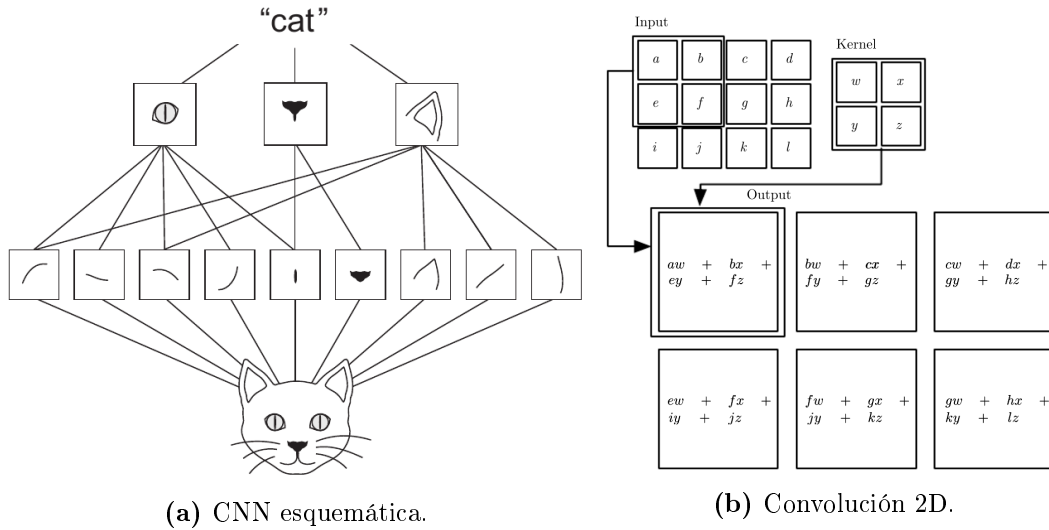 “cat”
(a) CNN esquemática.
Input
a b c d
e f g h
i j k l
Kernel
w x
y z
Output
aw + bx +
ey + fz
bw + cx +
fy + gz
cw + dx +
gy + hz
ew + fx +
iy + jz
fw + gx +
jy + kz
gw + hx +
ky + lz
(b) Convolución 2D.